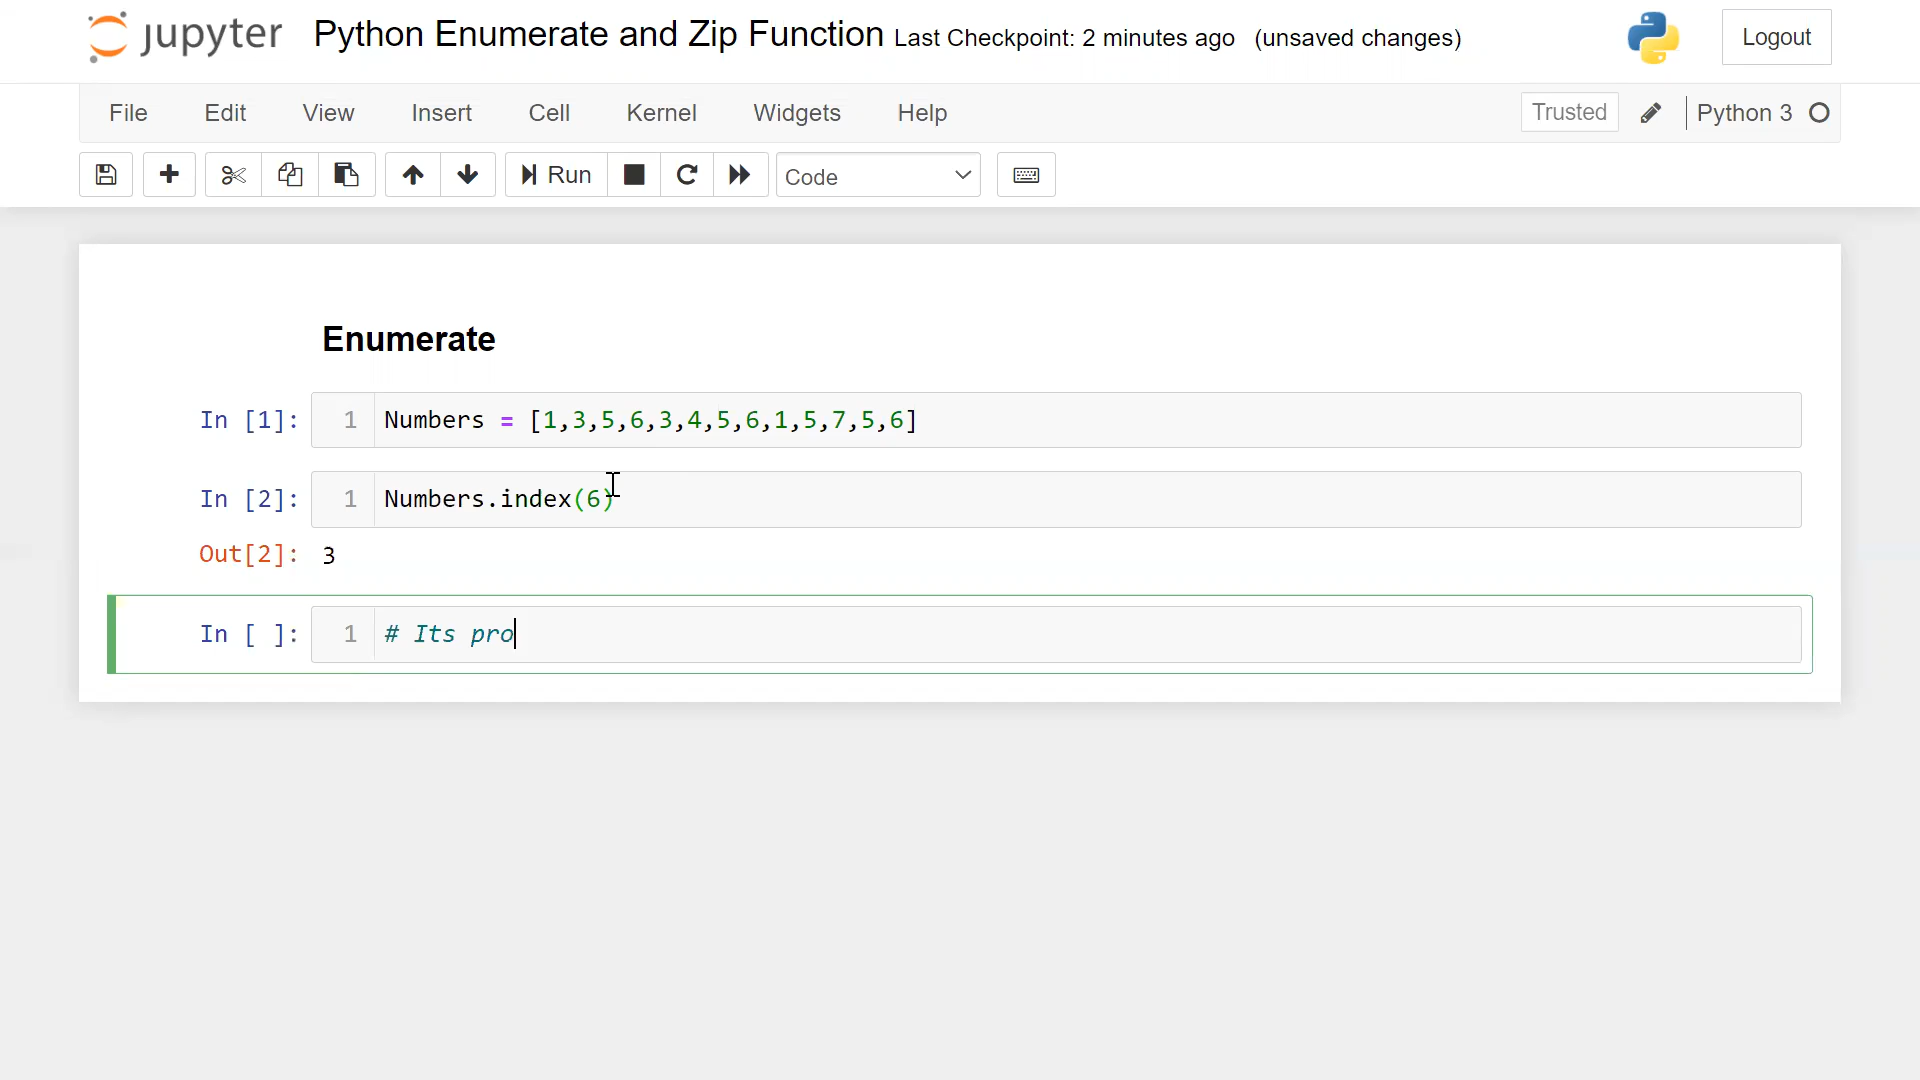 jupyter Python Enumerate and Zip Function Last Checkpoint: 2 minutes ago (unsaved changes) Logout
File Edit View Insert Cell Kernel Widgets Help Trusted Python 3
Run Code
Enumerate
In [1]: 1 Numbers = [1,3,5,6,3,4,5,6,1,5,7,5,6]
In [2]: 1 Numbers.index(6)
Out[2]: 3
In [ ]: 1 # Its pro